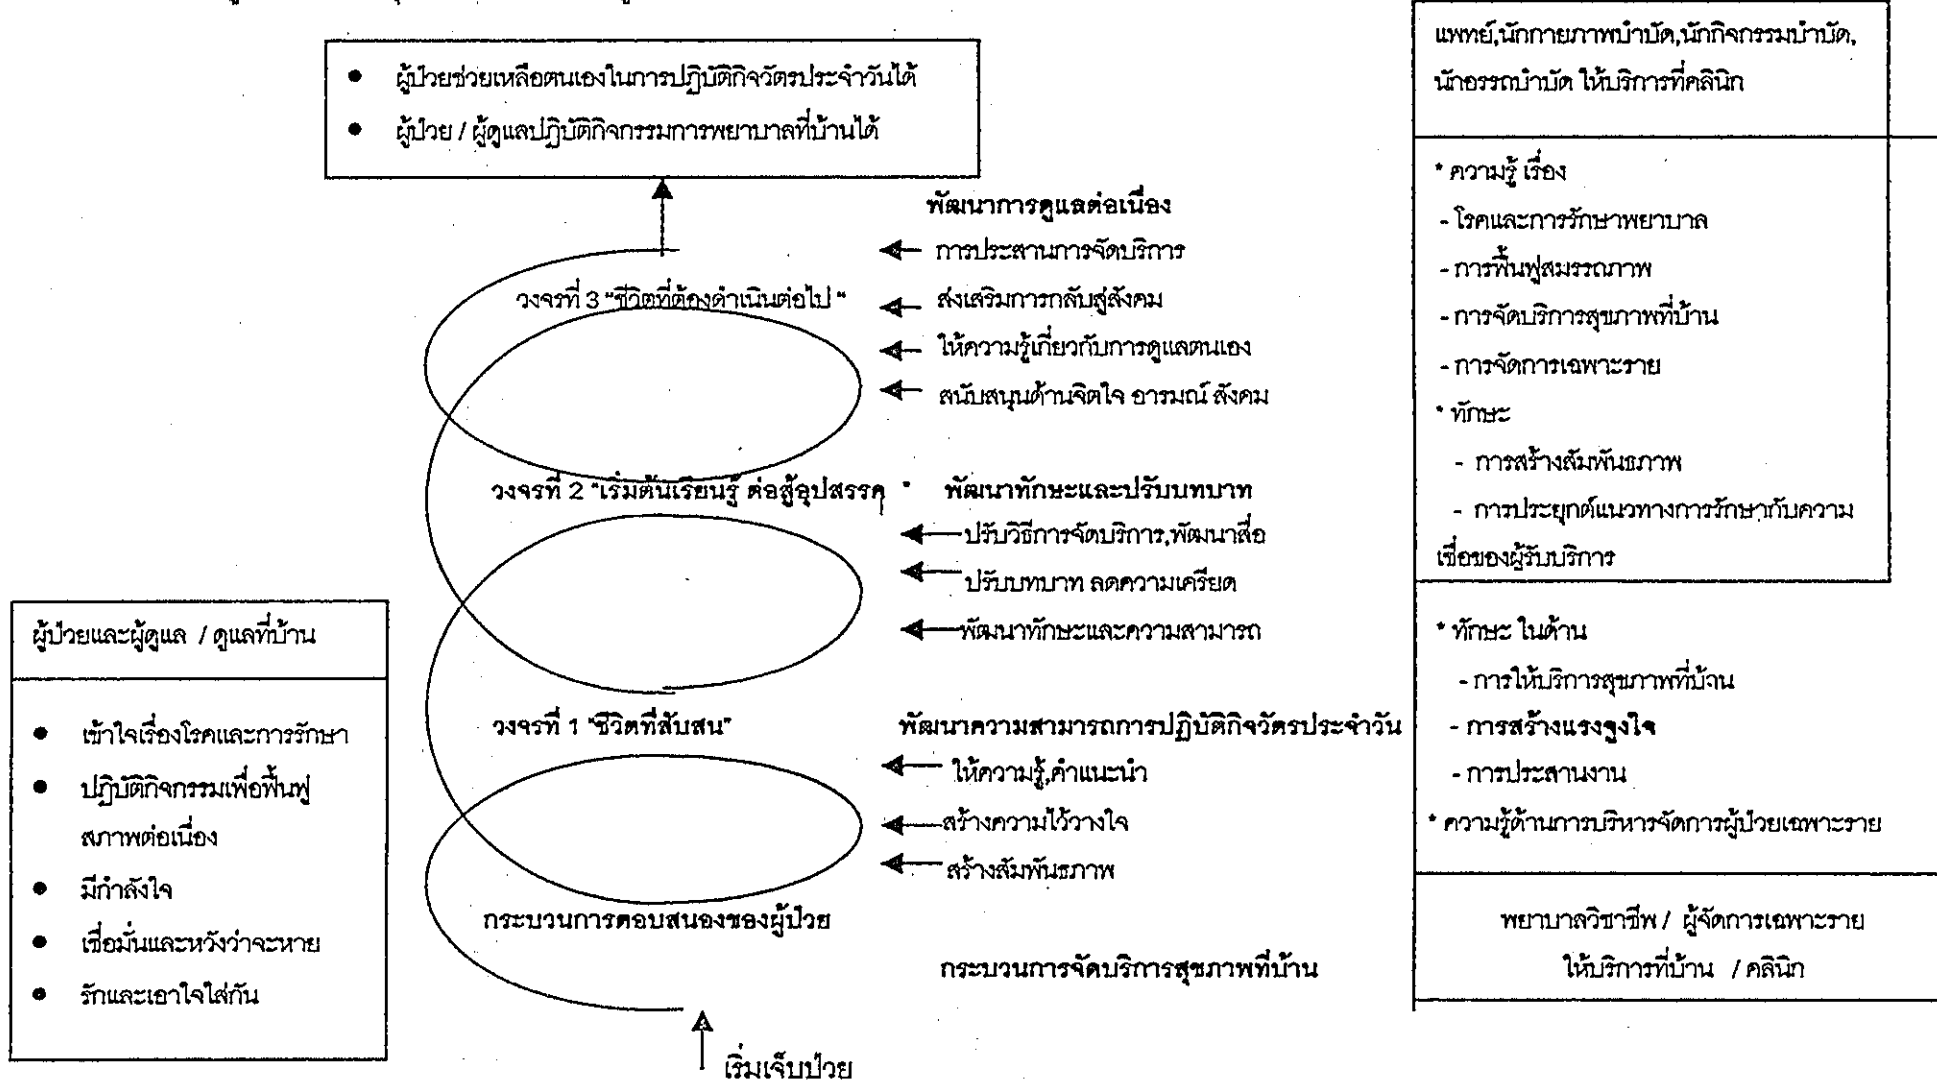 ● ผู้ป่วยช่วยเหลือตนเองในการปฏิบัติกิจวัตรประจำวันได้
● ผู้ป่วย / ผู้ดูแลปฏิบัติกิจกรรมการพยาบาลที่บ้านได้
พัฒนาการดูแลต่อเนื่อง
การประสานการจัดบริการ
วงจรที่ 3 "ชีวิตที่ต้องดำเนินต่อไป "
ส่งเสริมการกลับสู่สังคม
ให้ความรู้เกี่ยวกับการดูแลตนเอง
สนับสนุนด้านจิตใจ อารมณ์ สังคม
วงจรที่ 2 "เริ่มต้นเรียนรู้ ต่อสู้อุปสรรค "
พัฒนาทักษะและปรับบทบาท
ปรับวิธีการจัดบริการ,พัฒนาสื่อ
ปรับบทบาท ลดความเครียด
พัฒนาทักษะและความสามารถ
วงจรที่ 1 "ชีวิตที่สับสน"
พัฒนาความสามารถการปฏิบัติกิจวัตรประจำวัน
ให้ความรู้,คำแนะนำ
สร้างความไว้วางใจ
สร้างสัมพันธภาพ
กระบวนการตอบสนองของผู้ป่วย
กระบวนการจัดบริการสุขภาพที่บ้าน
เริ่มเจ็บป่วย
ผู้ป่วยและผู้ดูแล / ดูแลที่บ้าน
● เข้าใจเรื่องโรคและการรักษา
● ปฏิบัติกิจกรรมเพื่อฟื้นฟู
สภาพต่อเนื่อง
● มีกำลังใจ
● เชื่อมั่นและหวังว่าจะหาย
● รักและเอาใจใส่กัน
แพทย์,นักกายภาพบำบัด,นักกิจกรรมบำบัด,
นักอรรถบำบัด ให้บริการที่คลินิก
* ความรู้ เรื่อง
- โรคและการรักษาพยาบาล
- การฟื้นฟูสมรรถภาพ
- การจัดบริการสุขภาพที่บ้าน
- การจัดการเฉพาะราย
* ทักษะ
- การสร้างสัมพันธภาพ
- การประยุกต์แนวทางการรักษากับความ
เชื่อของผู้รับบริการ
* ทักษะ ในด้าน
- การให้บริการสุขภาพที่บ้าน
- การสร้างแรงจูงใจ
- การประสานงาน
* ความรู้ด้านการบริหารจัดการผู้ป่วยเฉพาะราย
พยาบาลวิชาชีพ / ผู้จัดการเฉพาะราย
ให้บริการที่บ้าน / คลินิก